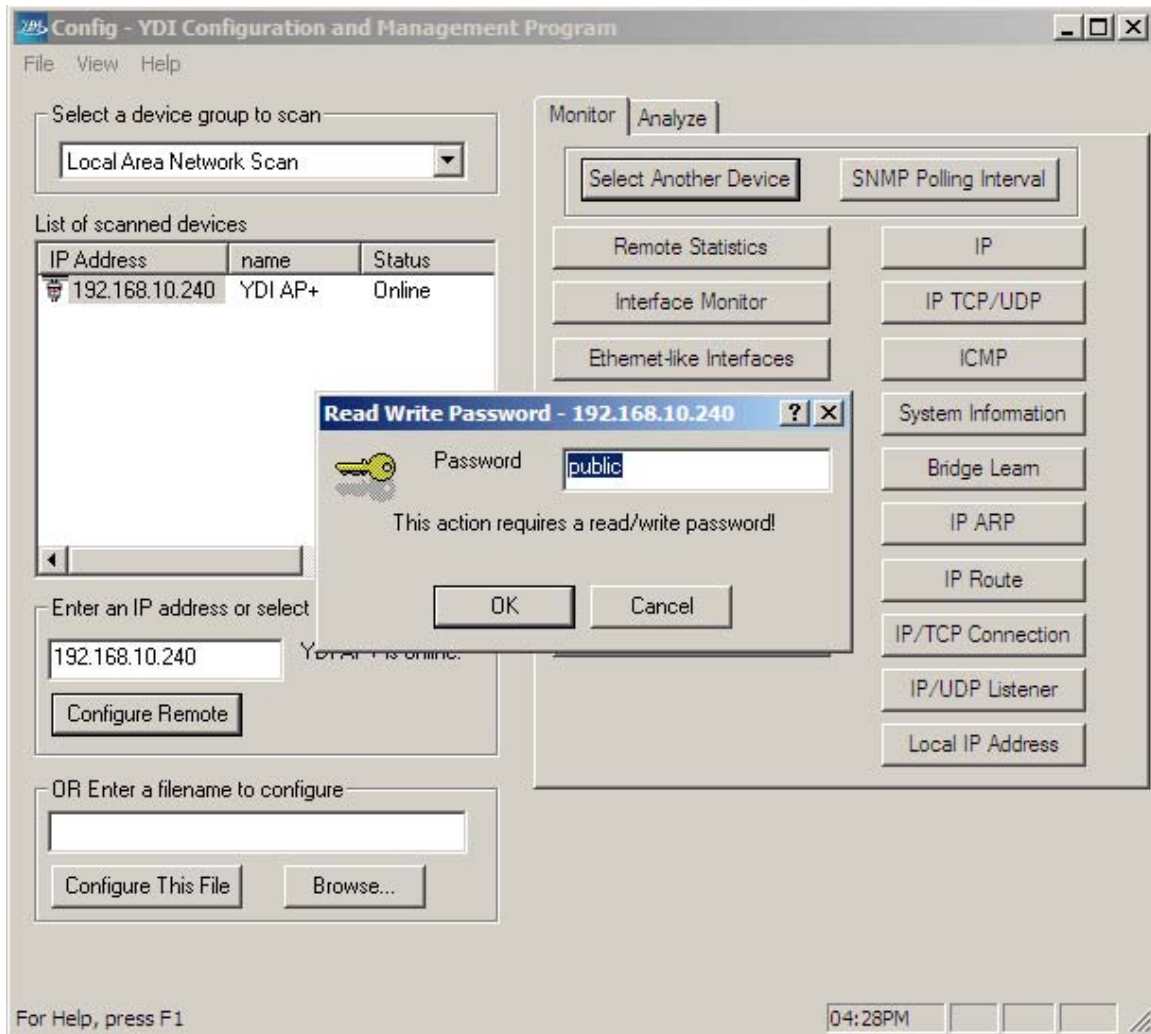 Config - YDI Configuration and Management Program
File View Help
Select a device group to scan
Local Area Network Scan
List of scanned devices
IP Address name Status
192.168.10.240 YDI AP+ Online
Enter an IP address or select
192.168.10.240
Configure Remote
OR Enter a filename to configure
Configure This File Browse...
Monitor Analyze
Select Another Device SNMP Polling Interval
Remote Statistics IP
Interface Monitor IP TCP/UDP
Ethernet-like Interfaces ICMP
System Information
Bridge Learn
IP ARP
IP Route
IP/TCP Connection
IP/UDP Listener
Local IP Address
Read Write Password - 192.168.10.240
Password public
This action requires a read/write password!
OK Cancel
For Help, press F1 04:28PM